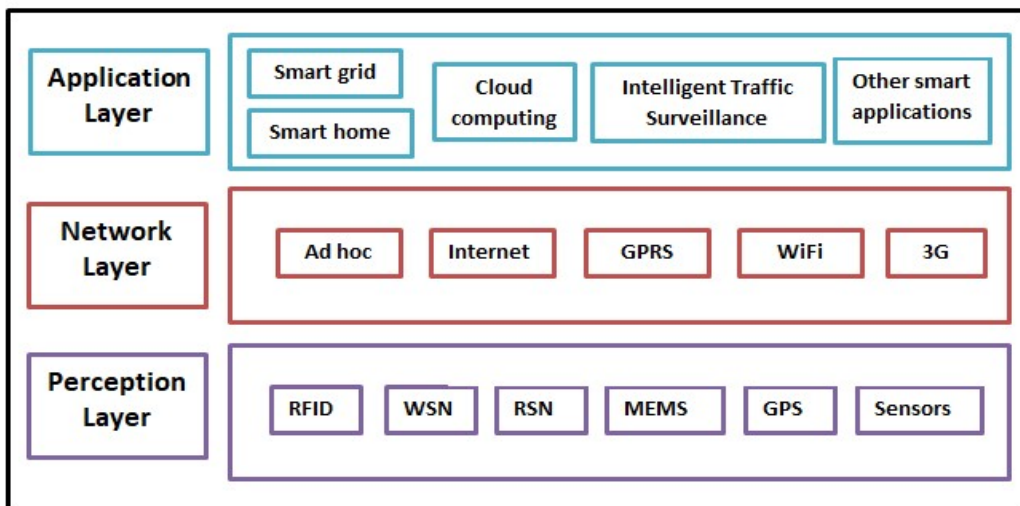 Application
Layer
Smart grid
Smart home
Cloud
computing
Intelligent Traffic
Surveillance
Other smart
applications
Network
Layer
Ad hoc
Internet
GPRS
WiFi
3G
Perception
Layer
RFID
WSN
RSN
MEMS
GPS
Sensors